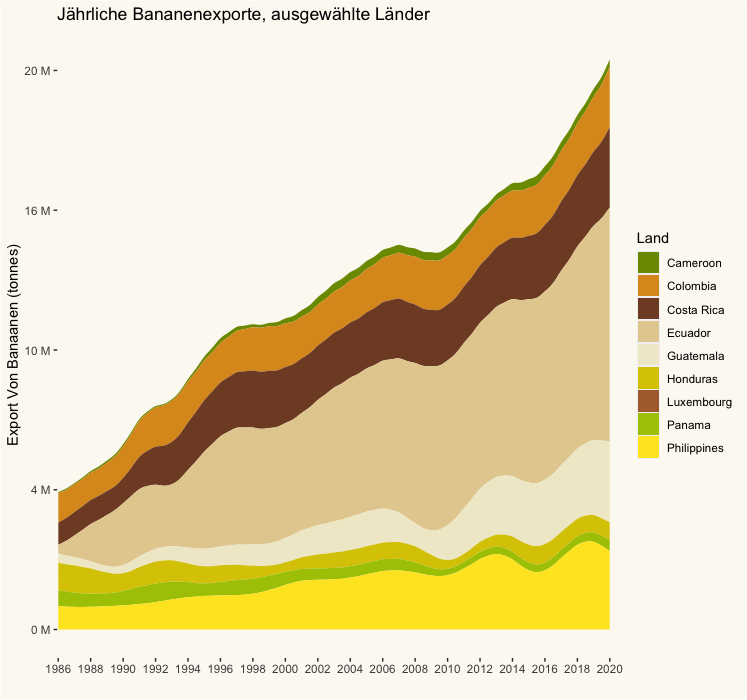 Jährliche Bananenexporte, ausgewählte Länder
Export Von Banaanen (tonnes)
20 M
16 M
10 M
4 M
0 M
1986 1988 1990 1992 1994 1996 1998 2000 2002 2004 2006 2008 2010 2012 2014 2016 2018 2020
Land
Cameroon
Colombia
Costa Rica
Ecuador
Guatemala
Honduras
Luxembourg
Panama
Philippines